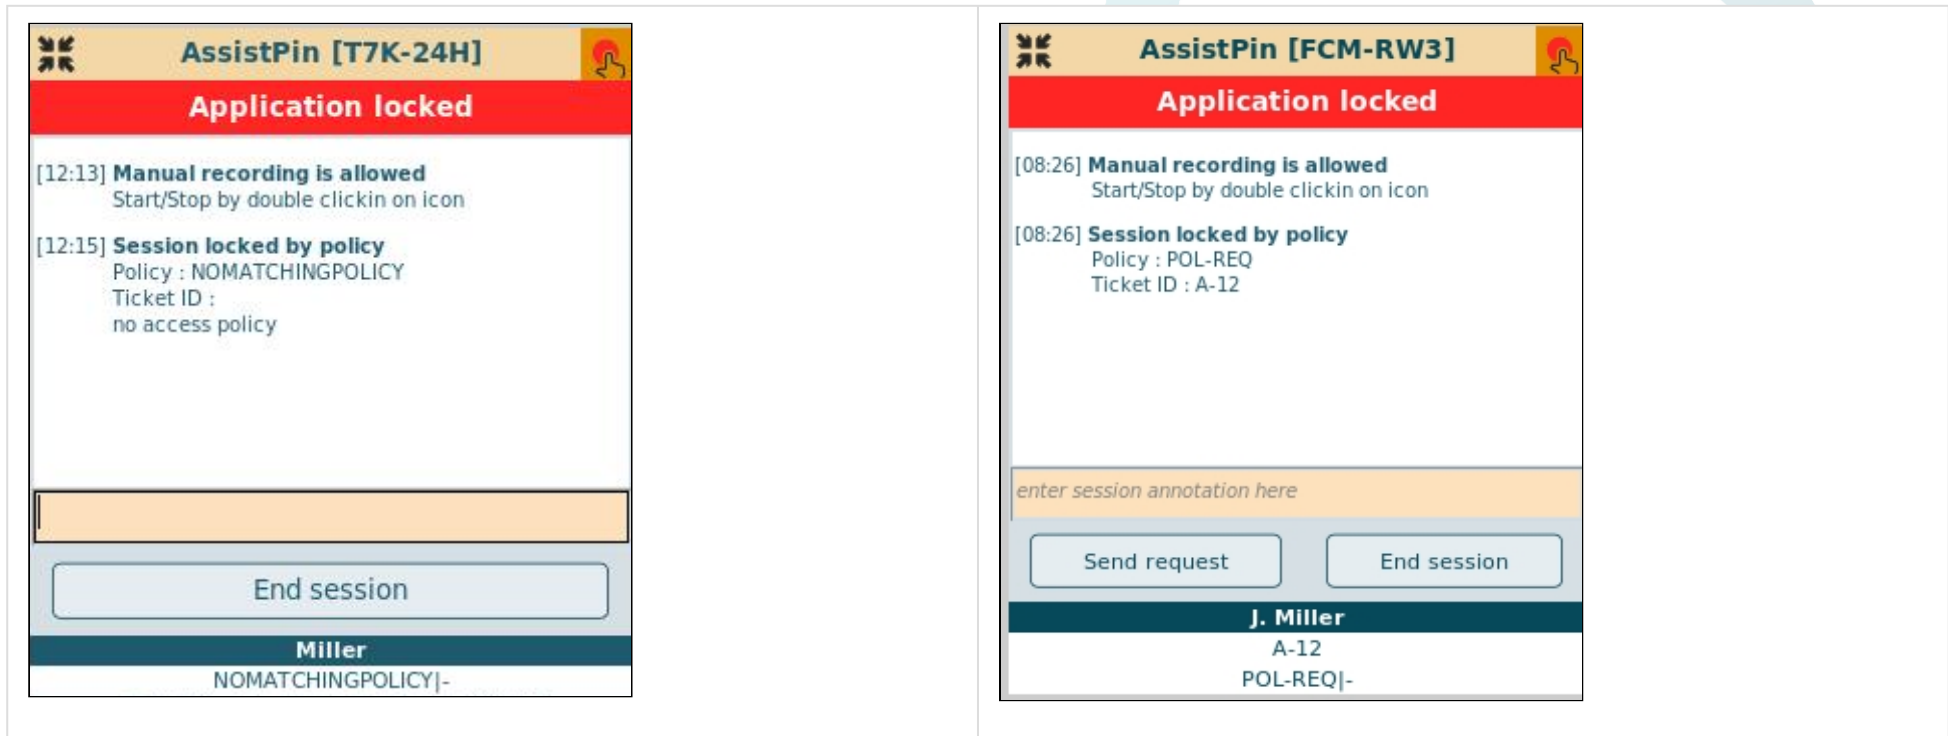 AssistPin [T7K-24H]
Application locked
[12:13] Manual recording is allowed
Start/Stop by double clickin on icon
[12:15] Session locked by policy
Policy : NOMATCHINGPOLICY
Ticket ID :
no access policy
End session
Miller
NOMATCHINGPOLICY|-
AssistPin [FCM-RW3]
Application locked
[08:26] Manual recording is allowed
Start/Stop by double clickin on icon
[08:26] Session locked by policy
Policy : POL-REQ
Ticket ID : A-12
enter session annotation here
Send request
End session
J. Miller
A-12
POL-REQ|-